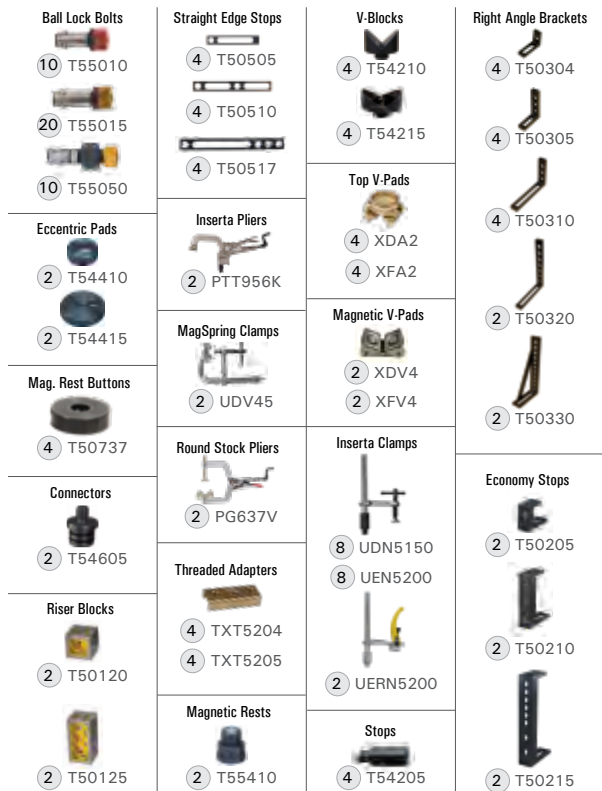 Ball Lock Bolts
10 T55010
20 T55015
10 T55050
Eccentric Pads
2 T54410
2 T54415
Mag. Rest Buttons
4 T50737
Connectors
2 T54605
Riser Blocks
2 T50120
2 T50125
Straight Edge Stops
4 T50505
4 T50510
4 T50517
Inserta Pliers
2 PTT956K
MagSpring Clamps
2 UDV45
Round Stock Pliers
2 PG637V
Threaded Adapters
4 TXT5204
4 TXT5205
Magnetic Rests
2 T55410
V-Blocks
4 T54210
4 T54215
Top V-Pads
4 XDA2
4 XFA2
Magnetic V-Pads
2 XDV4
2 XFV4
Inserta Clamps
8 UDN5150
8 UEN5200
2 UERN5200
Stops
4 T54205
Right Angle Brackets
4 T50304
4 T50305
4 T50310
2 T50320
2 T50330
Economy Stops
2 T50205
2 T50210
2 T50215